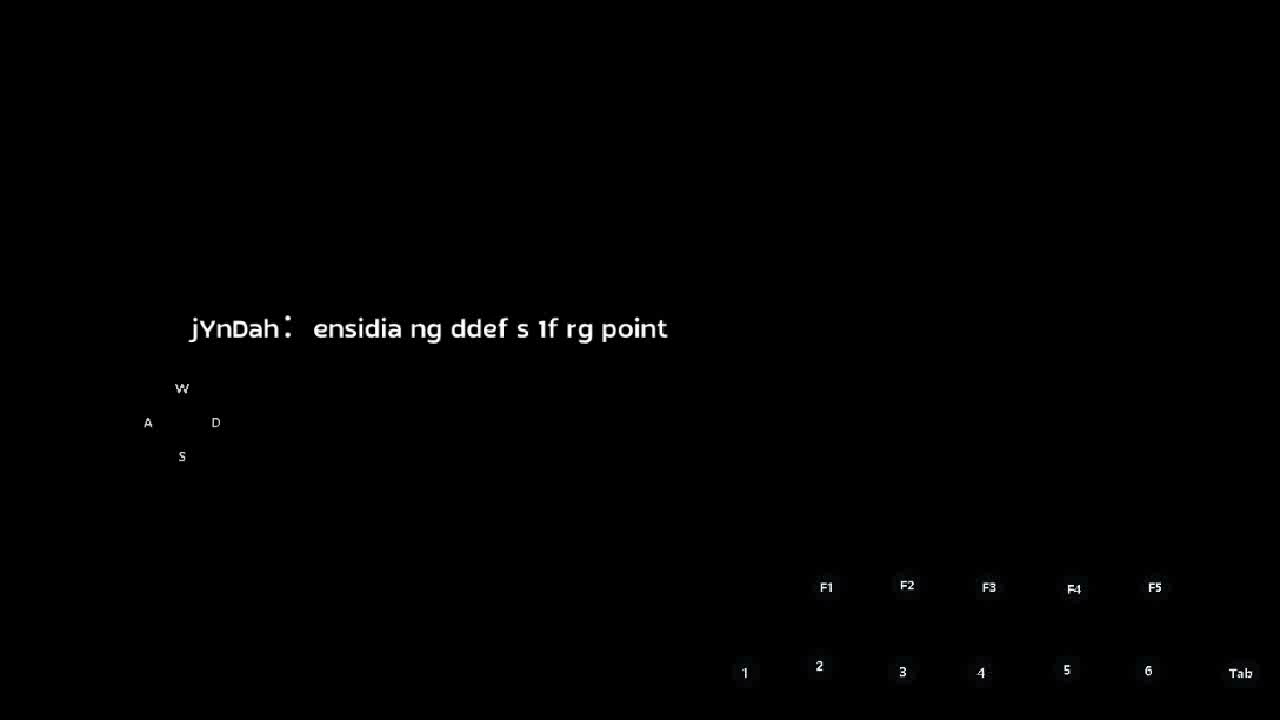 jYnDah: ensidia ng ddef s 1f rg point
W
A D
S
F1 F2 F3 F4 F5
1 2 3 4 5 6 Tab